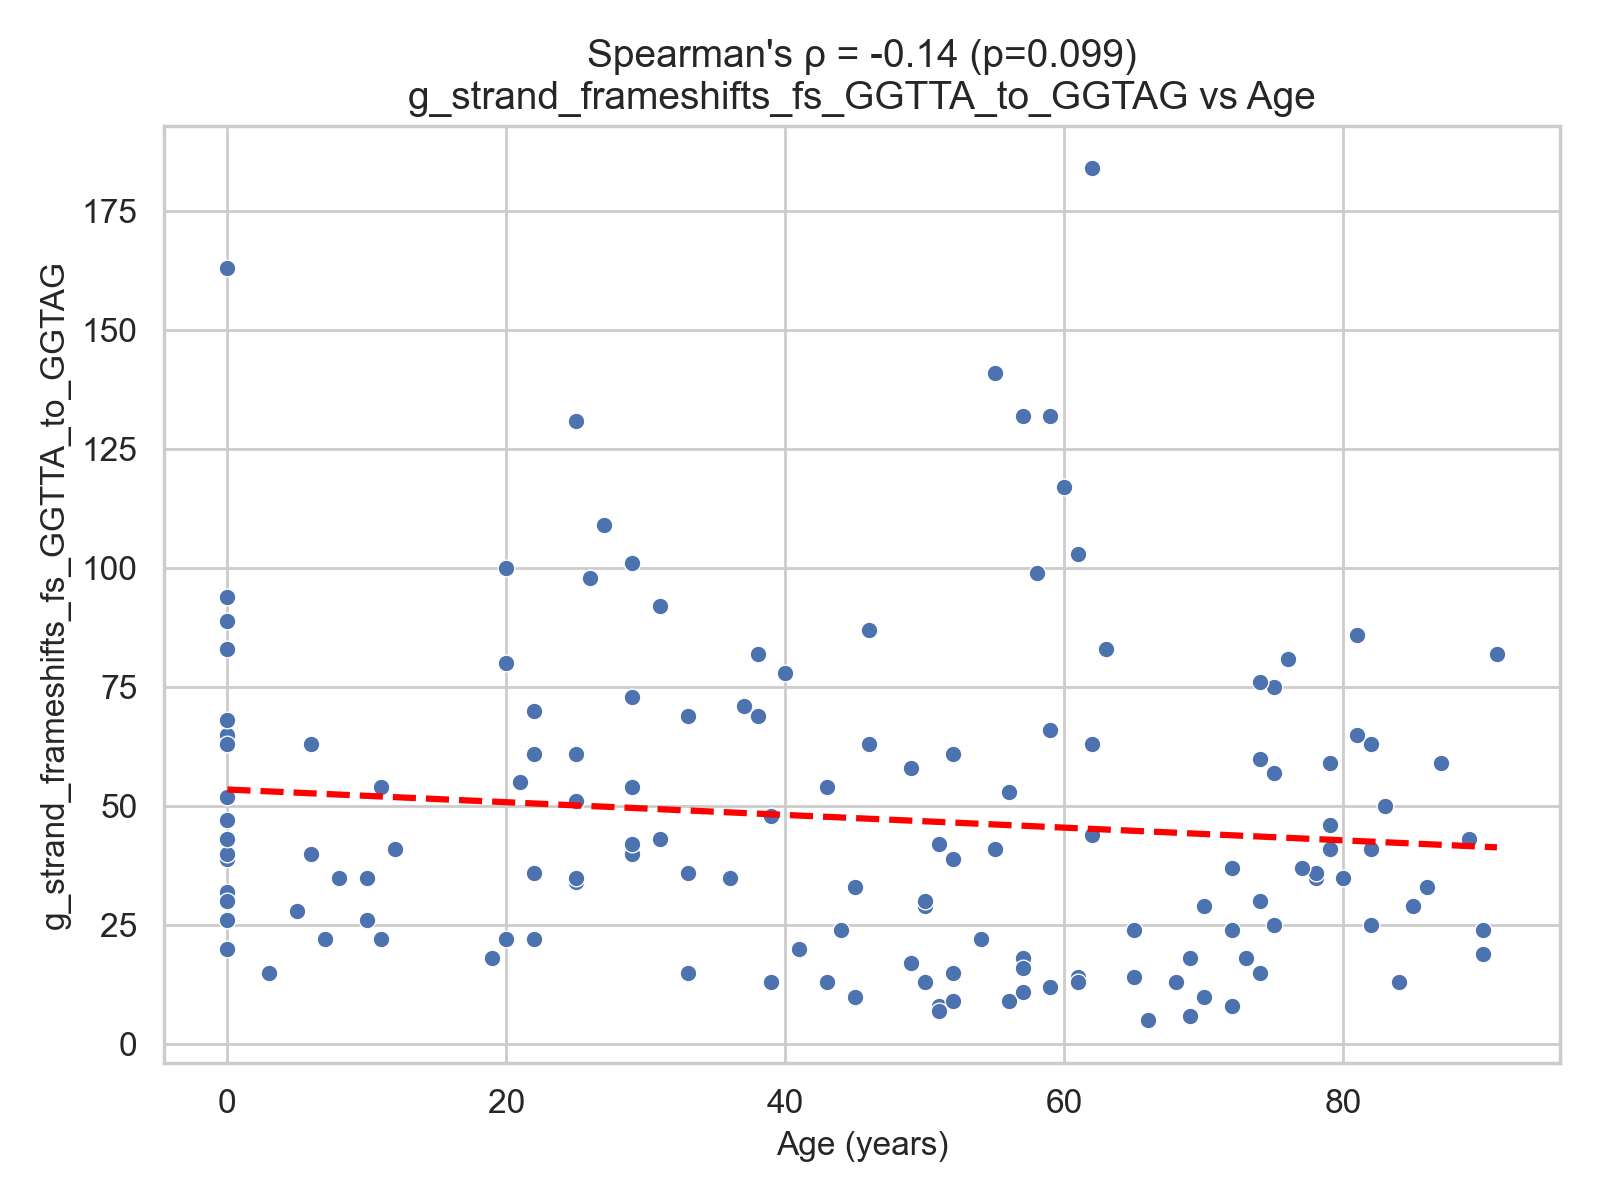 Spearman's ρ = -0.14 (p=0.099)
g_strand_frameshifts_fs_GGTTA_to_GGTAG vs Age
g_strand_frameshifts_fs_GGTTA_to_GGTAG
175
150
125
100
75
50
25
0
0 20 40 60 80
Age (years)